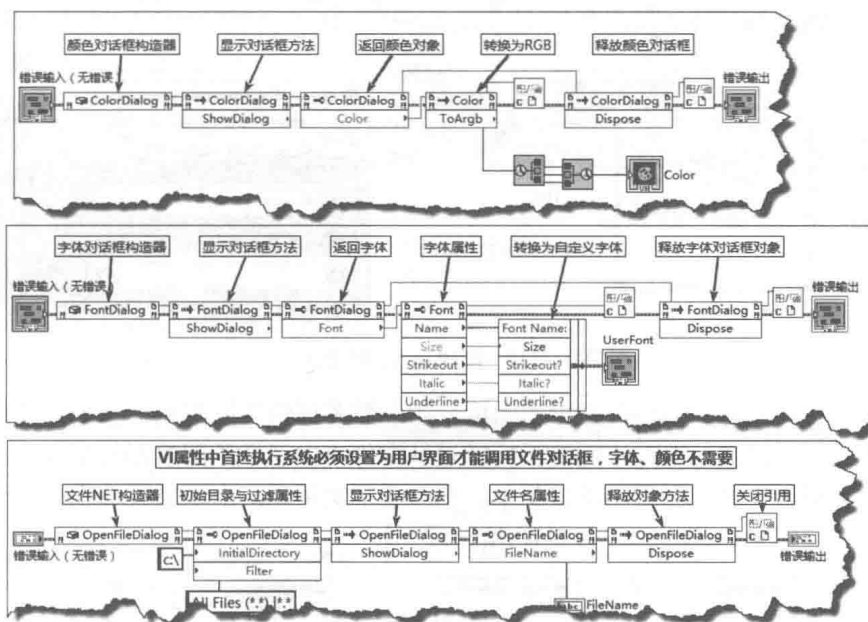 颜色对话框构造器 显示对话框方法 返回颜色对象 转换为RGB 释放颜色对话框
错误输入（无错误） 错误输出
ColorDialog ColorDialog ColorDialog Color ColorDialog
ShowDialog Color ToArgb Dispose
Color
字体对话框构造器 显示对话框方法 返回字体 字体属性 转换为自定义字体 释放字体对话框对象
错误输入（无错误） 错误输出
FontDialog FontDialog FontDialog Font FontDialog
ShowDialog Font Name Font Name: Dispose
Size Size UserFont
Strikeout Strikeout?
Italic Italic?
Underline Underline?
VI属性中首选执行系统必须设置为用户界面才能调用文件对话框，字体、颜色不需要
文件NET构造器 初始目录与过滤属性 显示对话框方法 文件名属性 释放对象方法 关闭引用
OpenFileDialog OpenFileDialog OpenFileDialog OpenFileDialog OpenFileDialog
错误输入（无错误） InitialDirectory ShowDialog FileName Dispose 错误输出
C:\ Filter
All Files (*.*)|*.* abc FileName